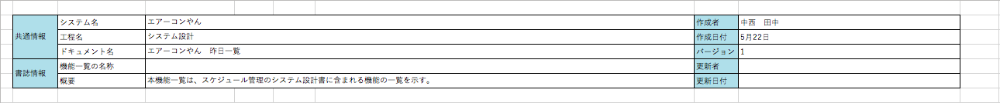 共通情報 システム名 エアーコンやん 作成者 中西　田中
工程名 システム設計 作成日付 5月22日
ドキュメント名 エアーコンやん　昨日一覧 バージョン 1
書誌情報 機能一覧の名称 更新者
概要 本機能一覧は、スケジュール管理のシステム設計書に含まれる機能の一覧を示す。 更新日付